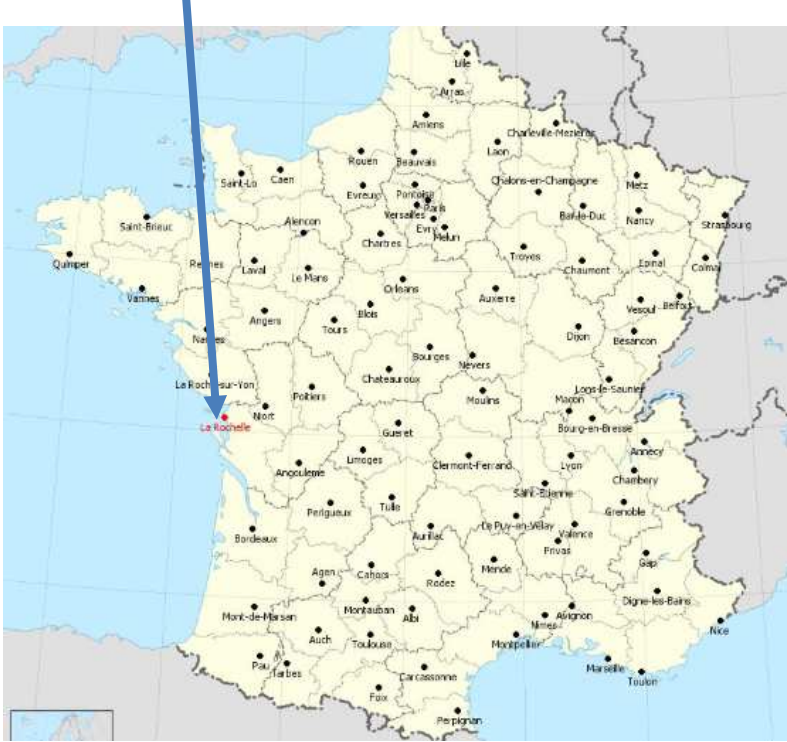 Lille
Arras
Amiens
Charleville-Mezieres
Rouen
Beauvais
Laon
Saint-Lo
Caen
Evreux
Pontoise
Chalons-en-Champagne
Metz
Paris
Versailles
Bar-le-Duc
Nancy
Strasbourg
Saint-Brieuc
Alencon
Evry
Melun
Chartres
Troyes
Quimper
Rennes
Laval
Le Mans
Chaumont
Epinal
Colmar
Vannes
Orleans
Auxerre
Blois
Vesoul
Belfort
Angers
Tours
Dijon
Besancon
Nantes
Bourges
Nevers
La Roche-sur-Yon
Chateauroux
Poitiers
Moulins
Lons-le-Saunier
Macon
Niort
La Rochelle
Gueret
Bourg-en-Bresse
Annecy
Limoges
Clermont-Ferrand
Lyon
Angouleme
Chambery
Saint-Etienne
Perigueux
Tulle
Grenoble
Le Puy-en-Velay
Valence
Bordeaux
Aurillac
Privas
Gap
Agen
Cahors
Rodez
Mende
Digne-les-Bains
Mont-de-Marsan
Montauban
Albi
Nimes
Avignon
Nice
Auch
Toulouse
Montpellier
Pau
Tarbes
Carcassonne
Marseille
Toulon
Foix
Perpignan